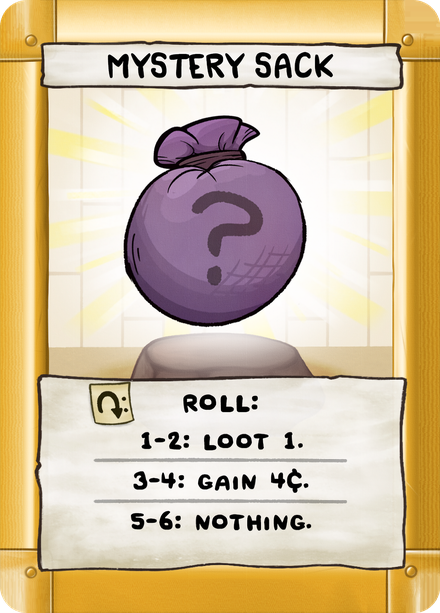 MYSTERY SACK
?
ROLL:
1-2: LOOT 1.
3-4: GAIN 4¢.
5-6: NOTHING.